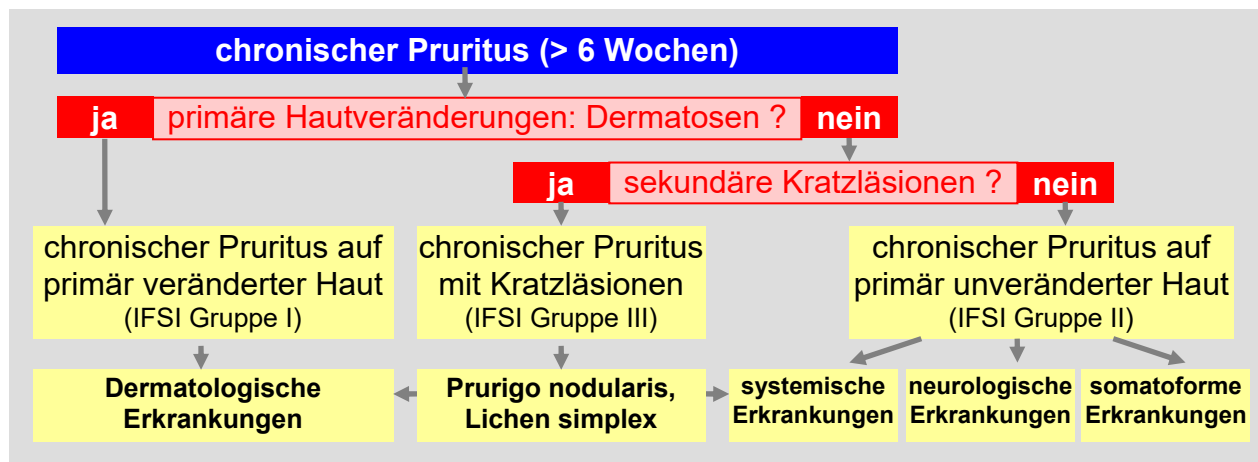 chronischer Pruritus (> 6 Wochen)
ja primäre Hautveränderungen: Dermatosen ? nein
ja sekundäre Kratzläsionen ? nein
chronischer Pruritus auf
primär veränderter Haut
(IFSI Gruppe I)
chronischer Pruritus
mit Kratzläsionen
(IFSI Gruppe III)
chronischer Pruritus auf
primär unveränderter Haut
(IFSI Gruppe II)
Dermatologische
Erkrankungen
Prurigo nodularis,
Lichen simplex
systemische
Erkrankungen
neurologische
Erkrankungen
somatoforme
Erkrankungen